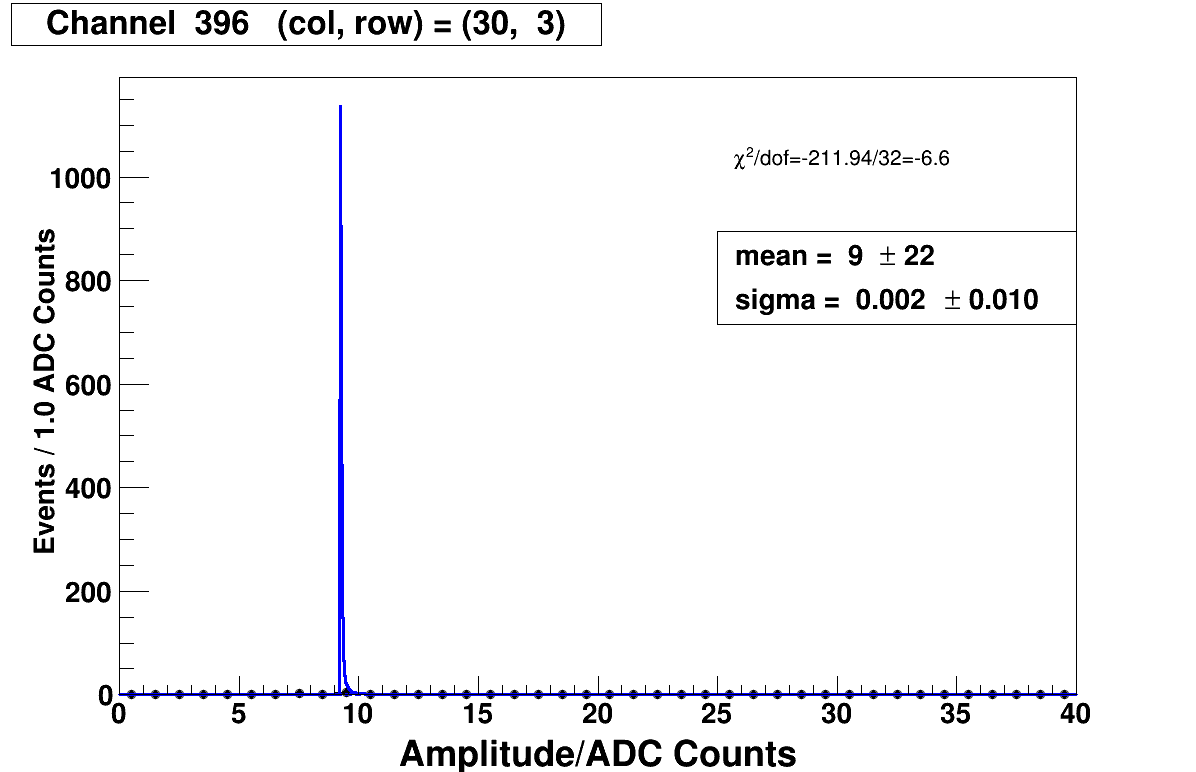 Channel 396 (col, row) = (30, 3)
χ²/dof=-211.94/32=-6.6
mean = 9 ± 22
sigma = 0.002 ± 0.010
Events / 1.0 ADC Counts
1000
800
600
400
200
0
0 5 10 15 20 25 30 35 40
Amplitude/ADC Counts